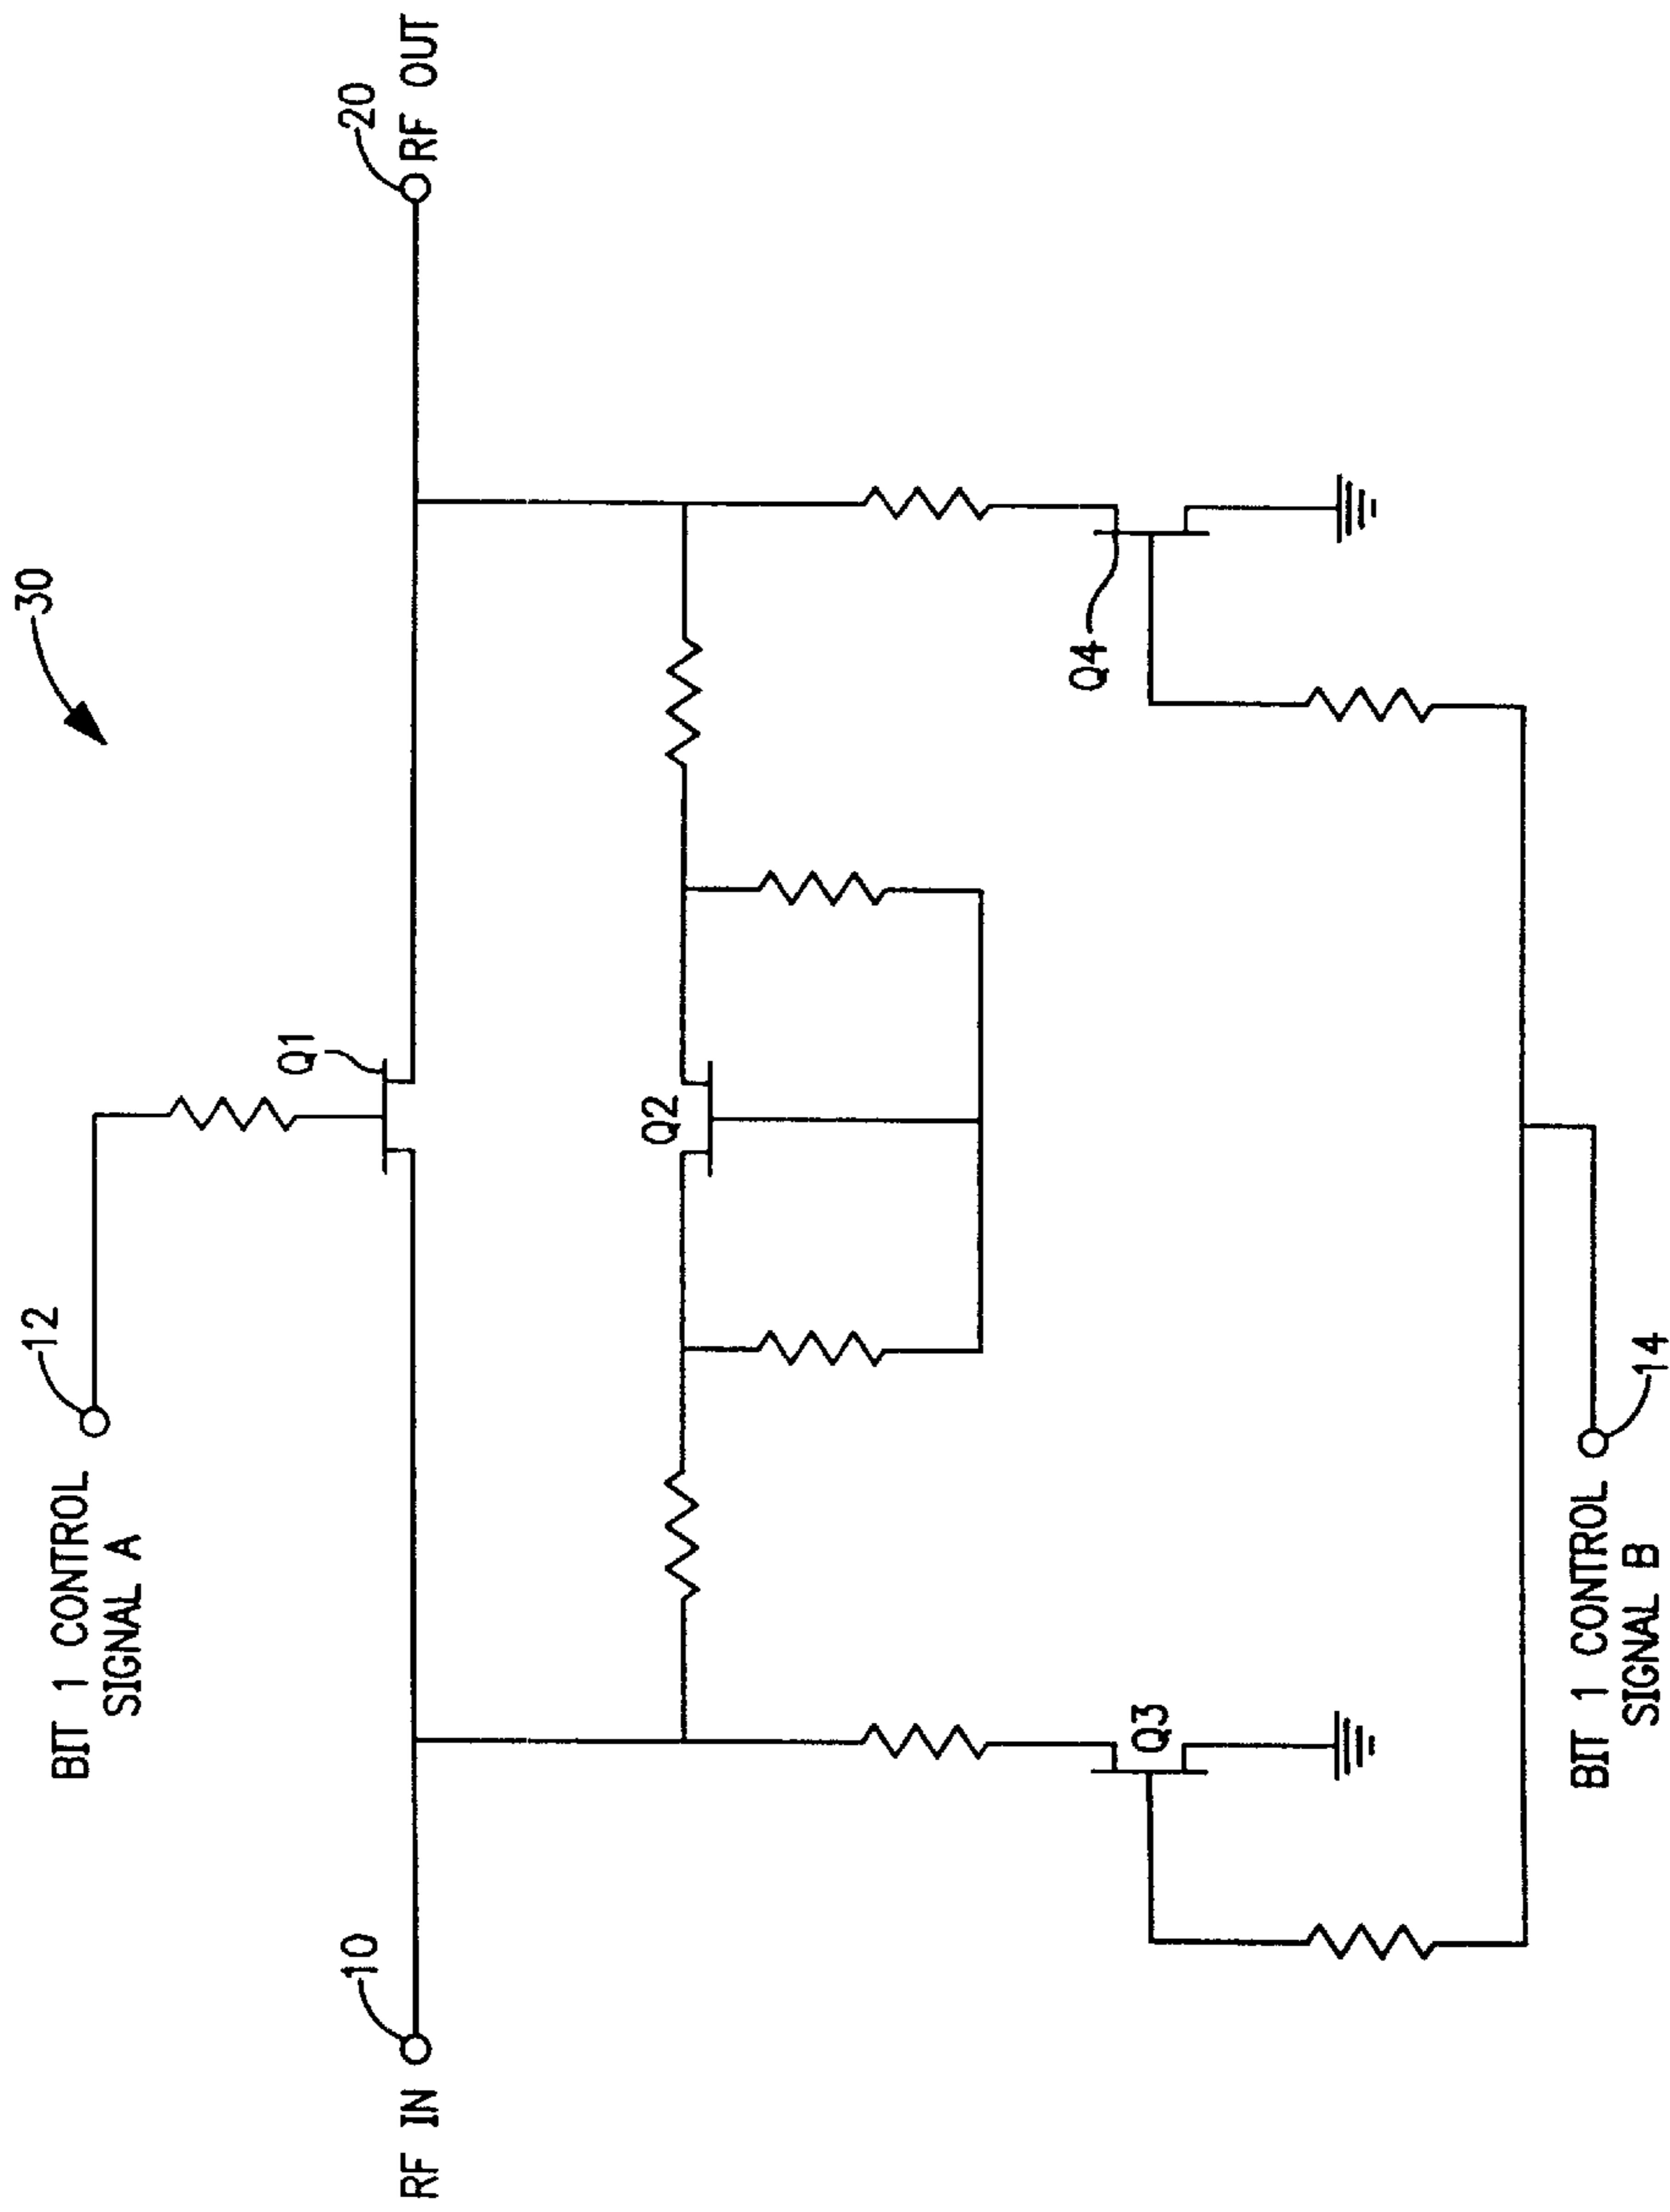 30
BIT 1 CONTROL
SIGNAL A
12
Q1
RF IN
10
20
RF OUT
Q2
Q3
Q4
BIT 1 CONTROL
SIGNAL B
14